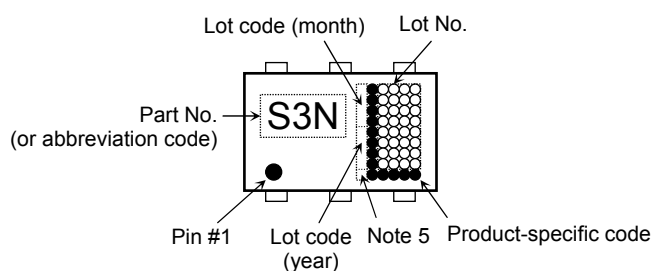 Lot code (month)
Lot No.
Part No.
(or abbreviation code)
S3N
Pin #1
Lot code
(year)
Note 5
Product-specific code